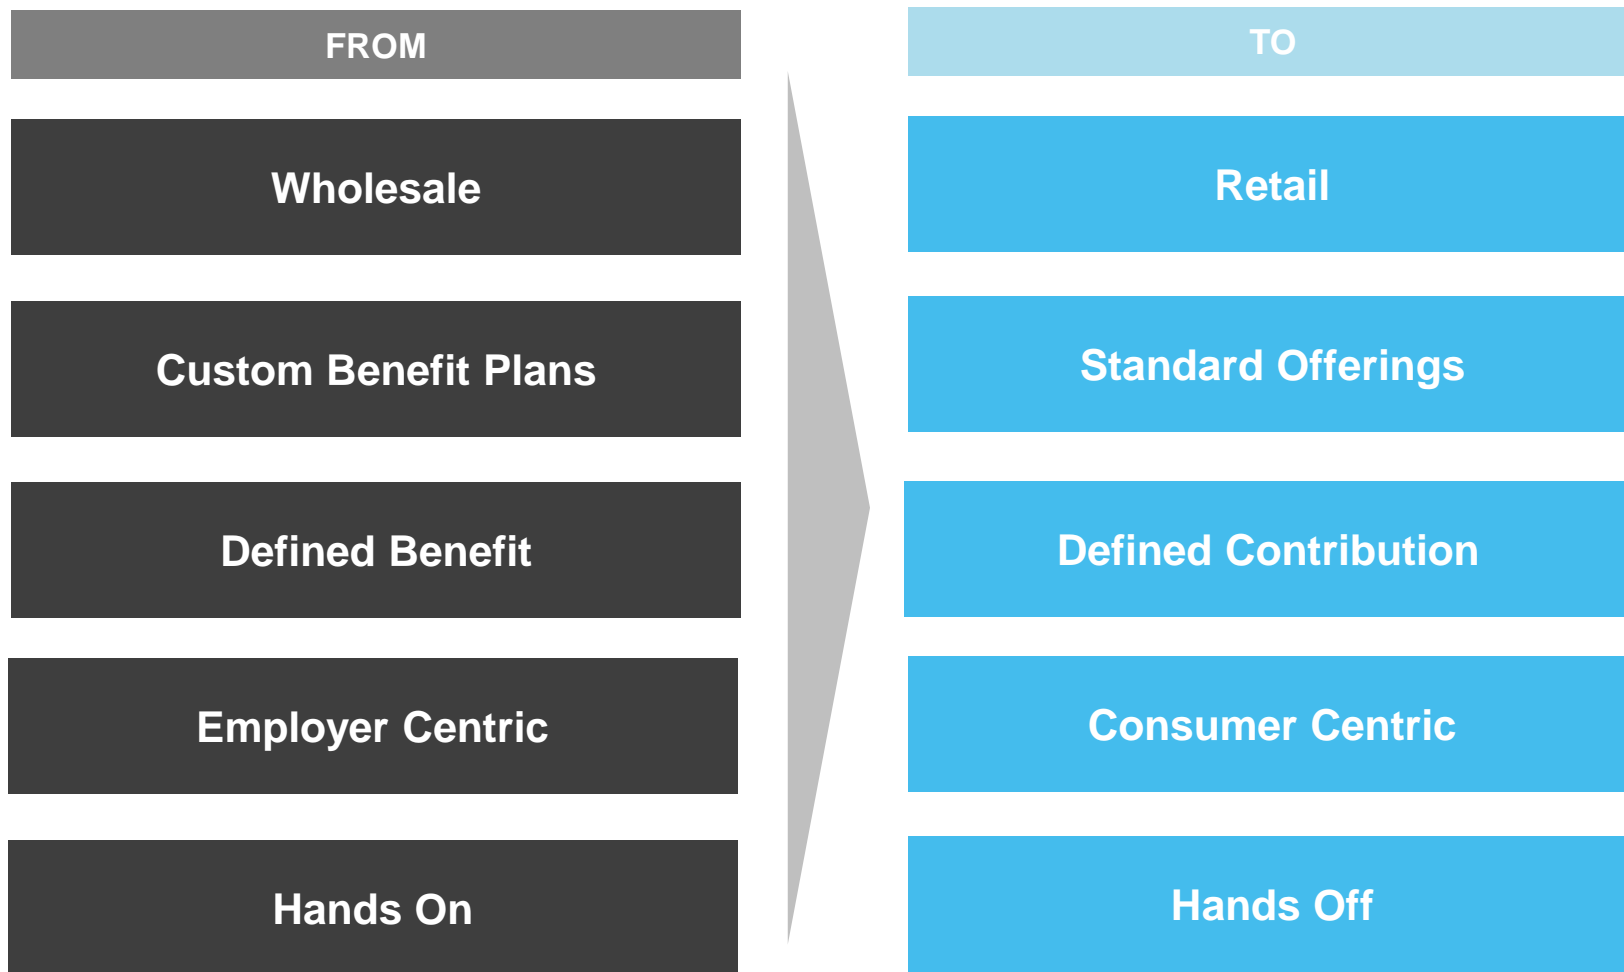 FROM
TO
Wholesale
Retail
Custom Benefit Plans
Standard Offerings
Defined Benefit
Defined Contribution
Employer Centric
Consumer Centric
Hands On
Hands Off